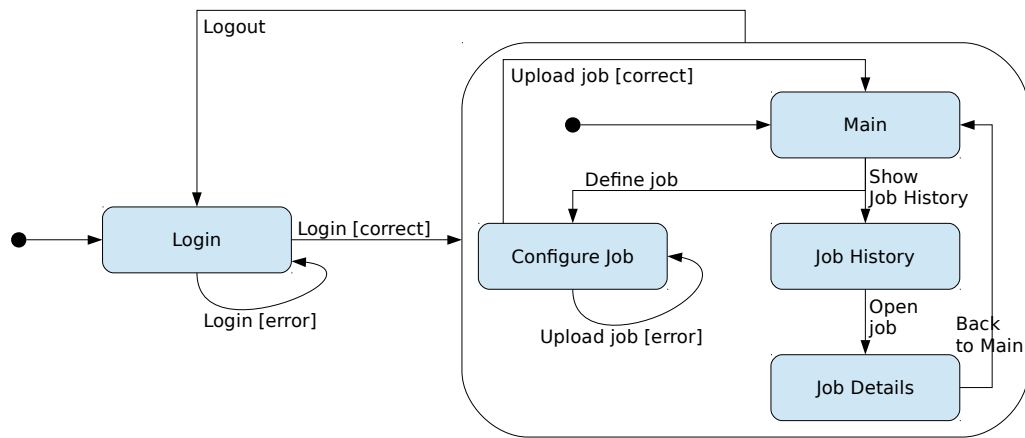 Logout
Upload job [correct]
Main
Define job
Show
Job History
Login
Login [correct]
Configure Job
Job History
Login [error]
Upload job [error]
Open
job
Back
to Main
Job Details